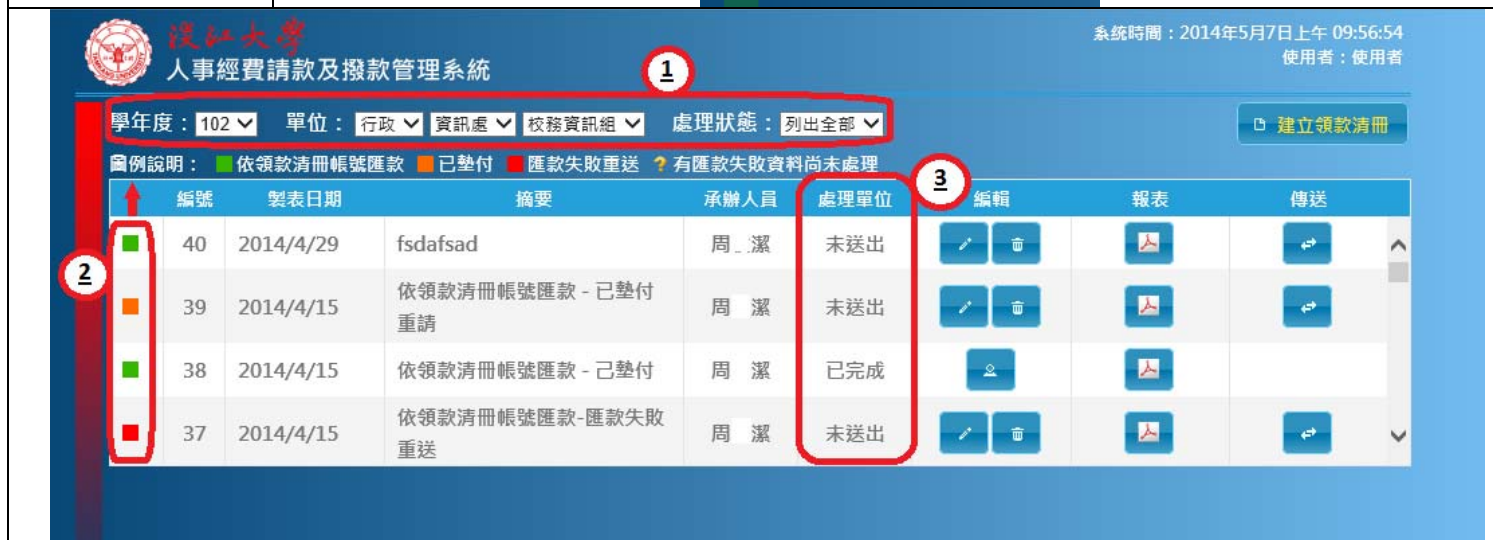 淡江大學
人事經費請款及撥款管理系統
系統時間：2014年5月7日上午 09:56:54
使用者：使用者
1
學年度：102 單位：行政 資訊處 校務資訊組 處理狀態：列出全部
建立領款清冊
圖例說明： 依領款清冊帳號匯款 已墊付 匯款失敗重送 ? 有匯款失敗資料尚未處理
3
編號 製表日期 摘要 承辦人員 處理單位 編輯 報表 傳送
2
40 2014/4/29 fsdafsad 周 潔 未送出
39 2014/4/15 依領款清冊帳號匯款 - 已墊付
重請 周 潔 未送出
38 2014/4/15 依領款清冊帳號匯款 - 己墊付 周 潔 已完成
37 2014/4/15 依領款清冊帳號匯款-匯款失敗
重送 周 潔 未送出